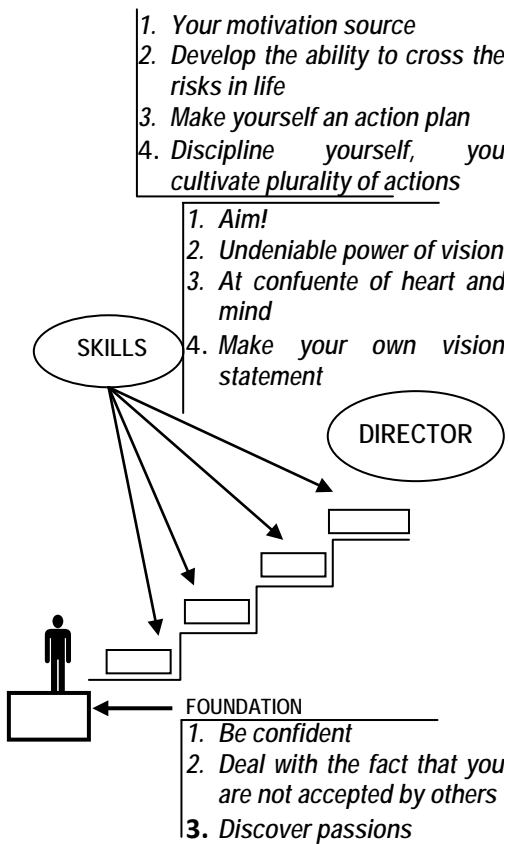 1. Your motivation source
2. Develop the ability to cross the
risks in life
3. Make yourself an action plan
4. Discipline yourself, you
cultivate plurality of actions
1. Aim!
2. Undeniable power of vision
3. At confuente of heart and
mind
4. Make your own vision
statement
SKILLS
DIRECTOR
FOUNDATION
1. Be confident
2. Deal with the fact that you
are not accepted by others
3. Discover passions